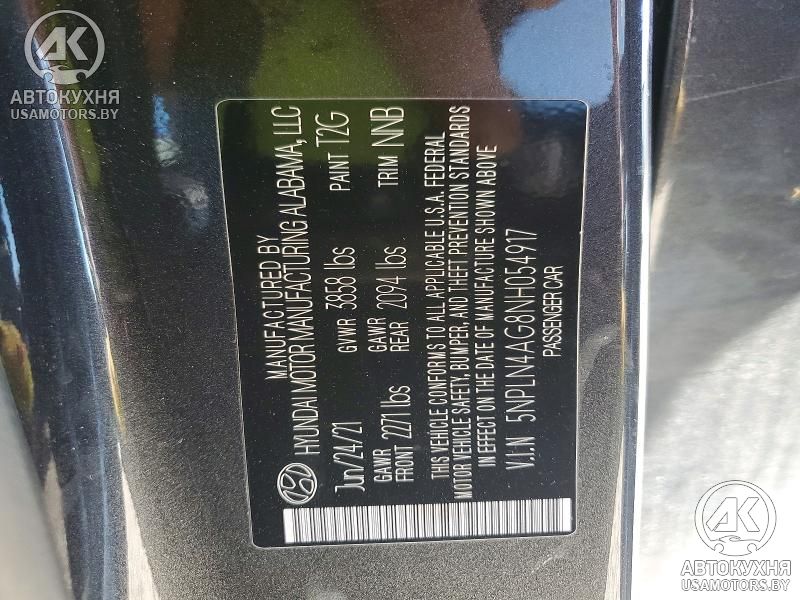 AK
АВТОКУХНЯ
USAMOTORS.BY
MANUFACTURED BY
HYUNDAI MOTOR MANUFACTURING ALABAMA, LLC
Jun/24/21 GVWR 3858 lbs PAINT T2G
GAWR FRONT 2271 lbs GAWR REAR 2094 lbs TRIM NNB
THIS VEHICLE CONFORMS TO ALL APPLICABLE U.S.A. FEDERAL
MOTOR VEHICLE SAFETY, BUMPER, AND THEFT PREVENTION STANDARDS
IN EFFECT ON THE DATE OF MANUFACTURE SHOWN ABOVE
V.I.N 5NPLN4AG8NH054917
PASSENGER CAR
AK
АВТОКУХНЯ
USAMOTORS.BY